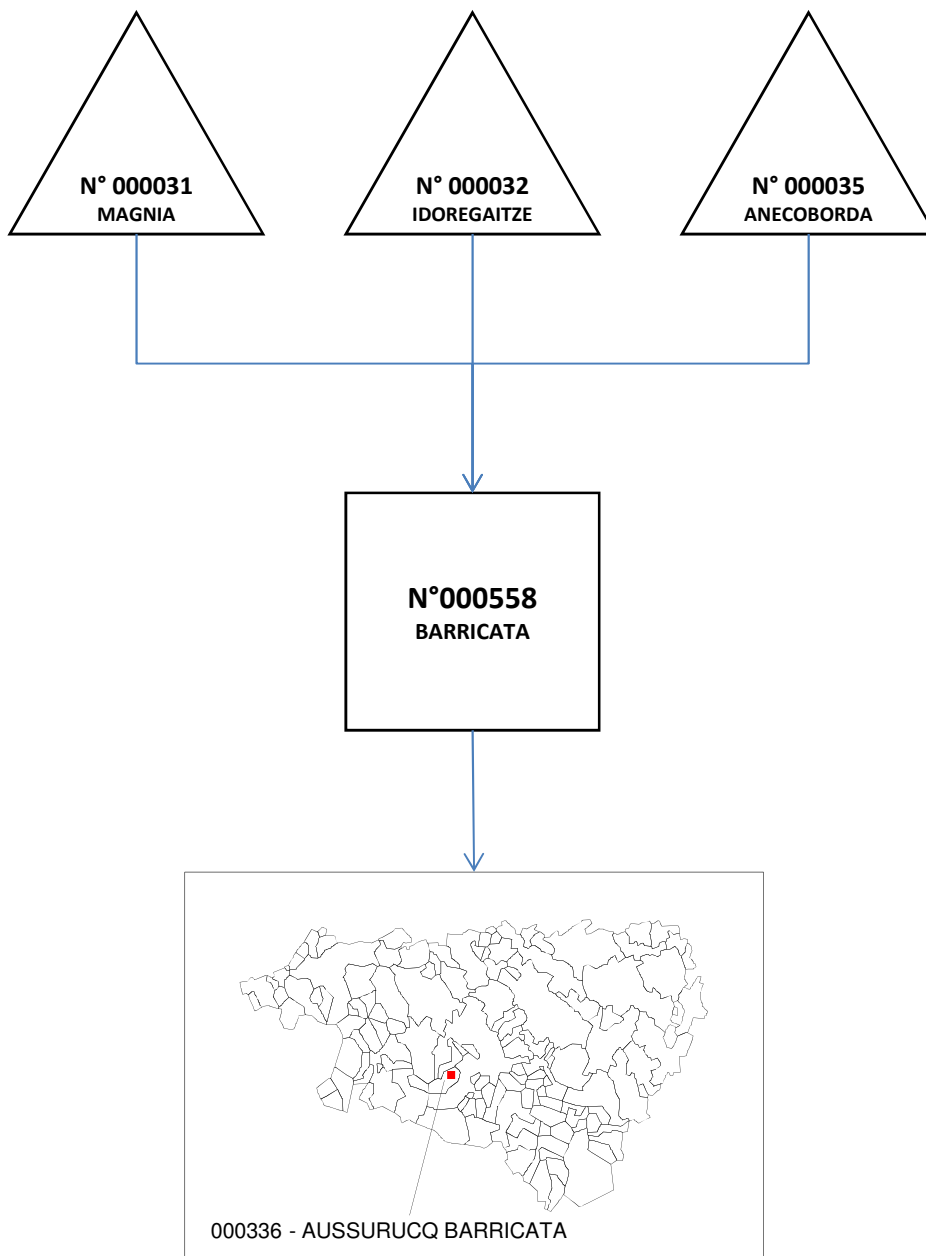 N° 000031
MAGNIA
N° 000032
IDOREGAITZE
N° 000035
ANECOBORDA
N°000558
BARRICATA
000336 - AUSSURUCQ BARRICATA